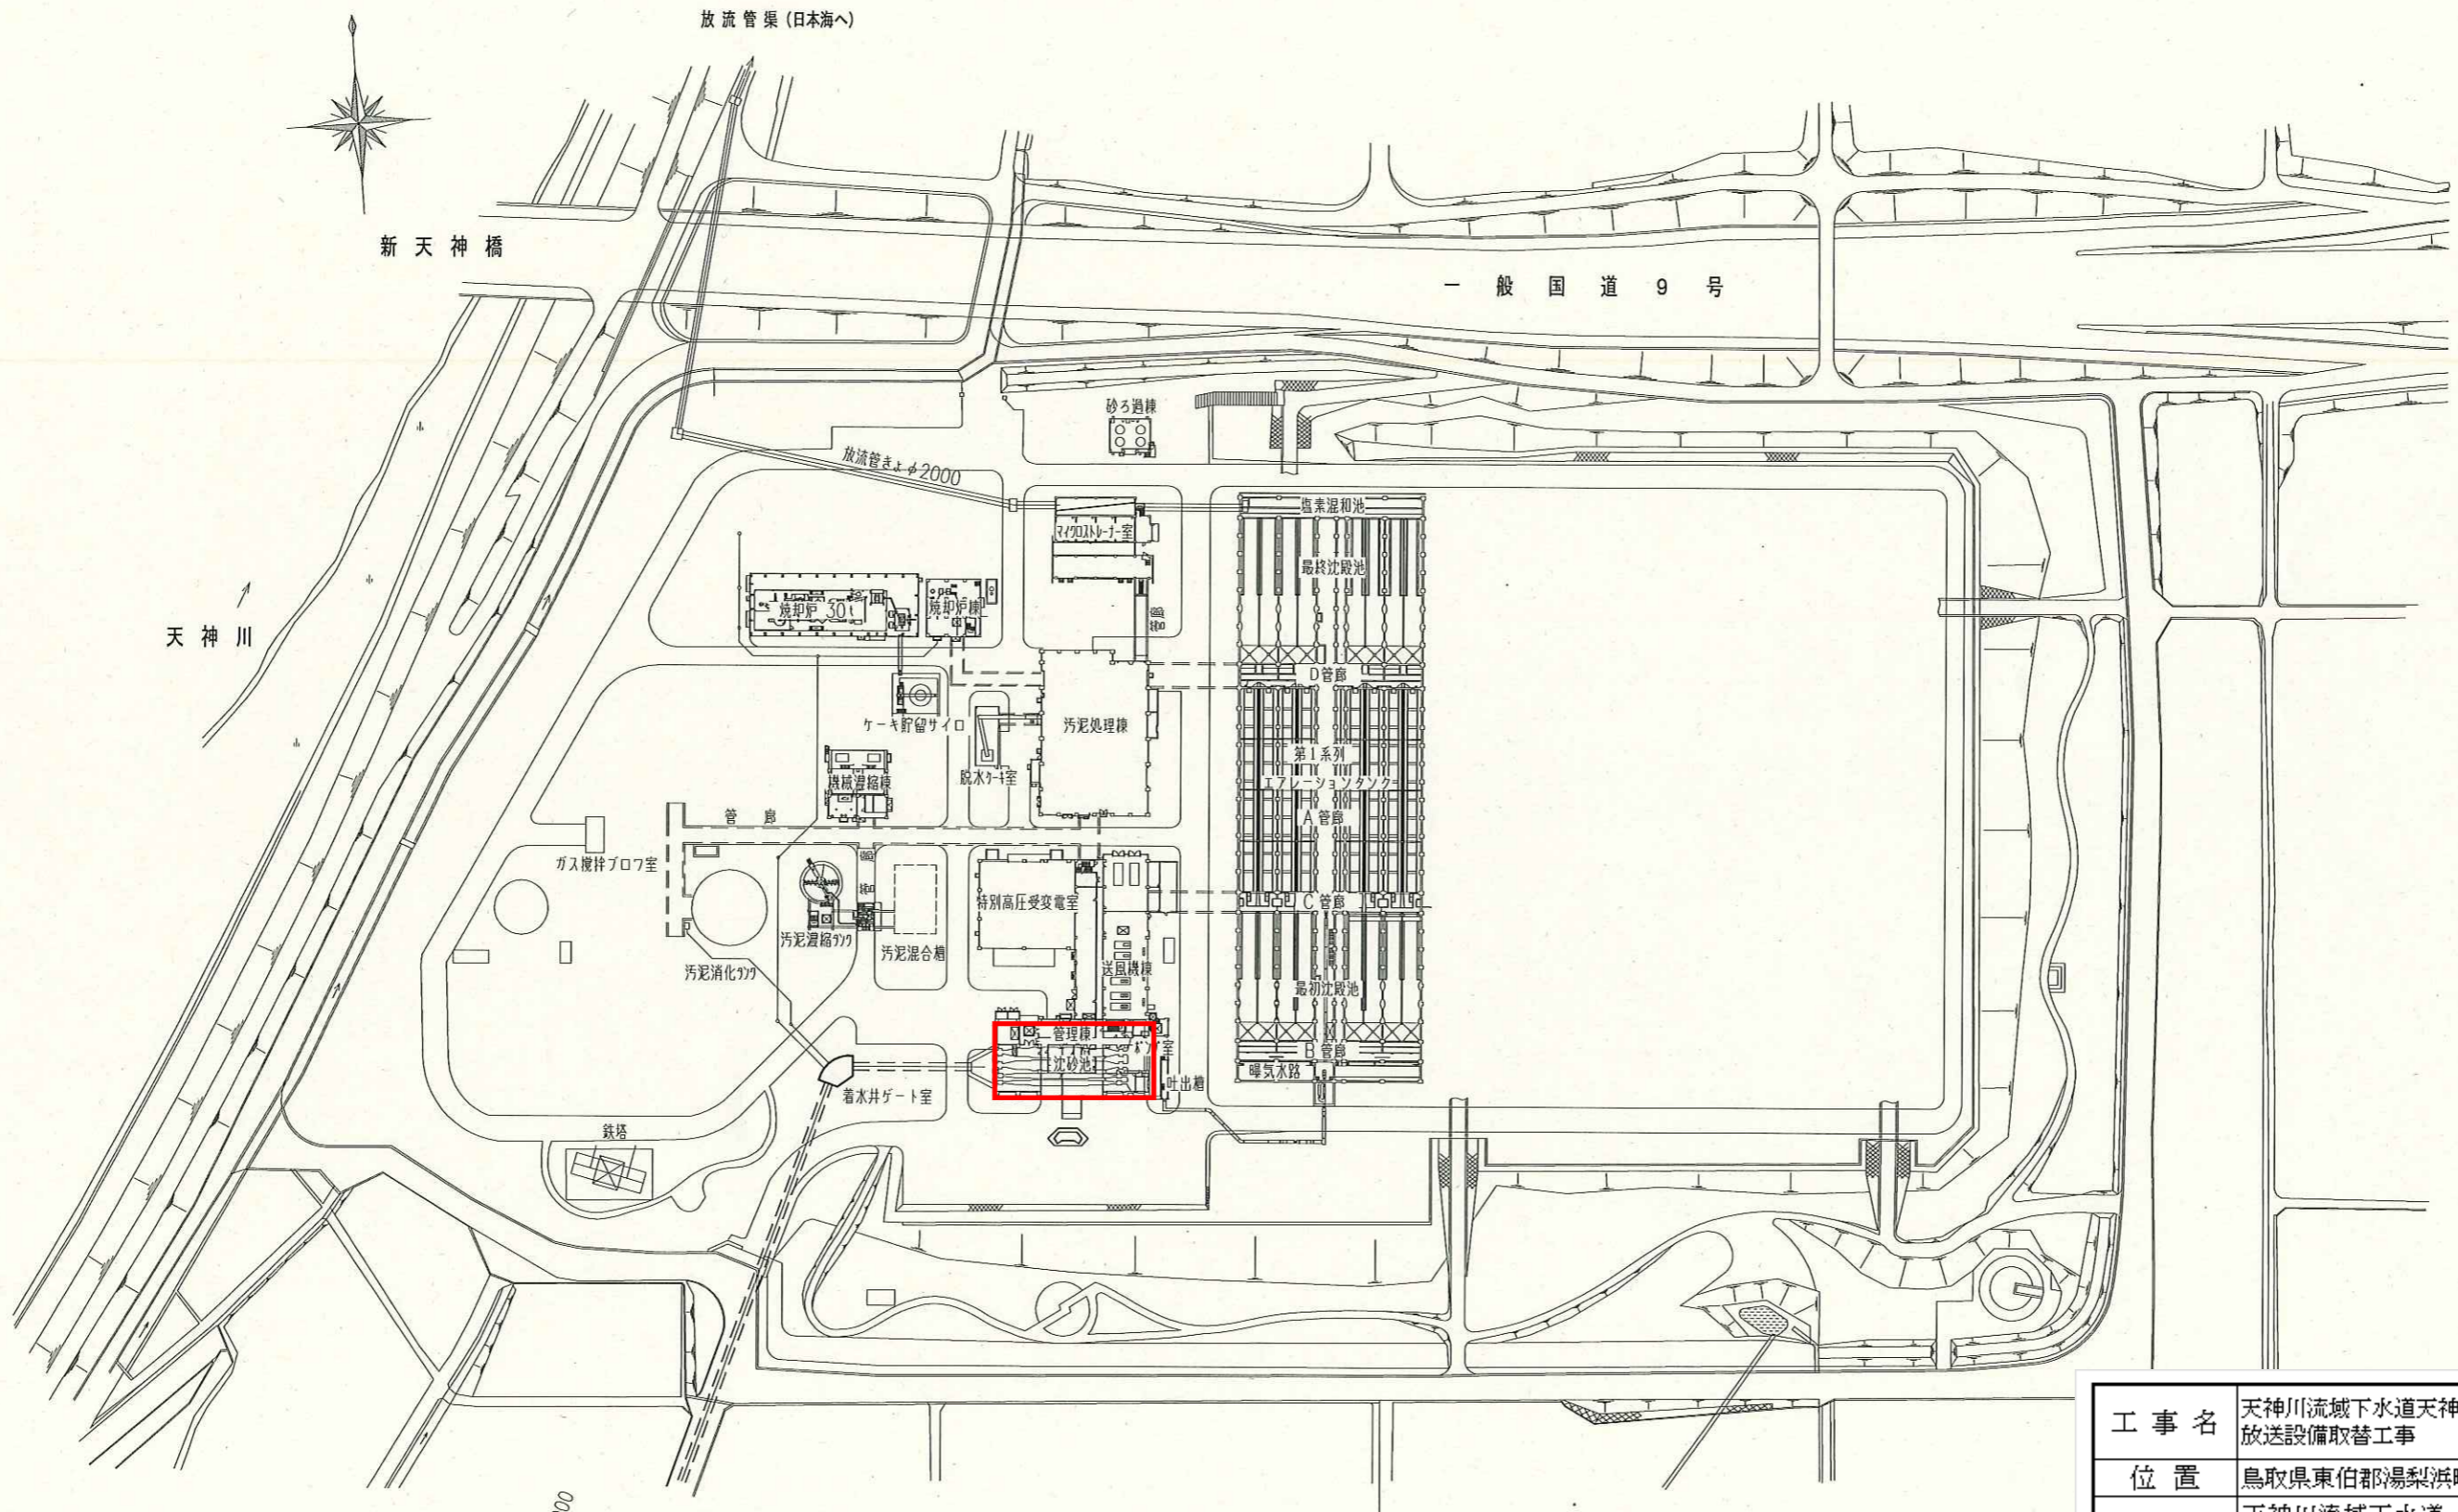 放流管渠(日本海へ)
新天神橋
一般国道9号
砂ろ過棟
放流管きょφ2000
塩素混和池
マイクロストレーナー室
最終沈殿池
焼却炉 30t
焼却炉棟
管廊
天神川
D管廊
ケーキ貯留サイロ
汚泥処理棟
第1系列
脱水ケーキ室
機械濃縮棟
エアレーションタンク
管廊
A管廊
ガス撹拌ブロワ室
管廊
特別高圧受変電室
C管廊
汚泥濃縮タンク
汚泥混合槽
送風機棟
汚泥消化タンク
最初沈殿池
管理棟
ポンプ室
B管廊
沈砂池
曝気水路
吐出槽
着水井ゲート室
鉄塔
工事名
天神川流域下水道天神
放送設備取替工事
位置
鳥取県東伯郡湯梨浜